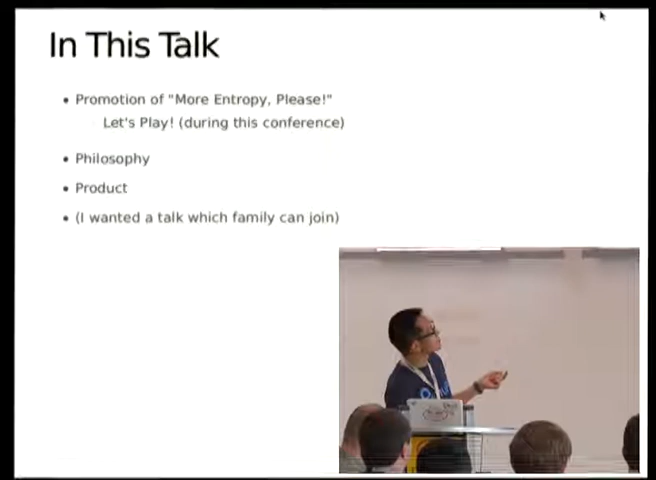 In This Talk
• Promotion of "More Entropy, Please!"
Let's Play! (during this conference)
• Philosophy
• Product
• (I wanted a talk which family can join)